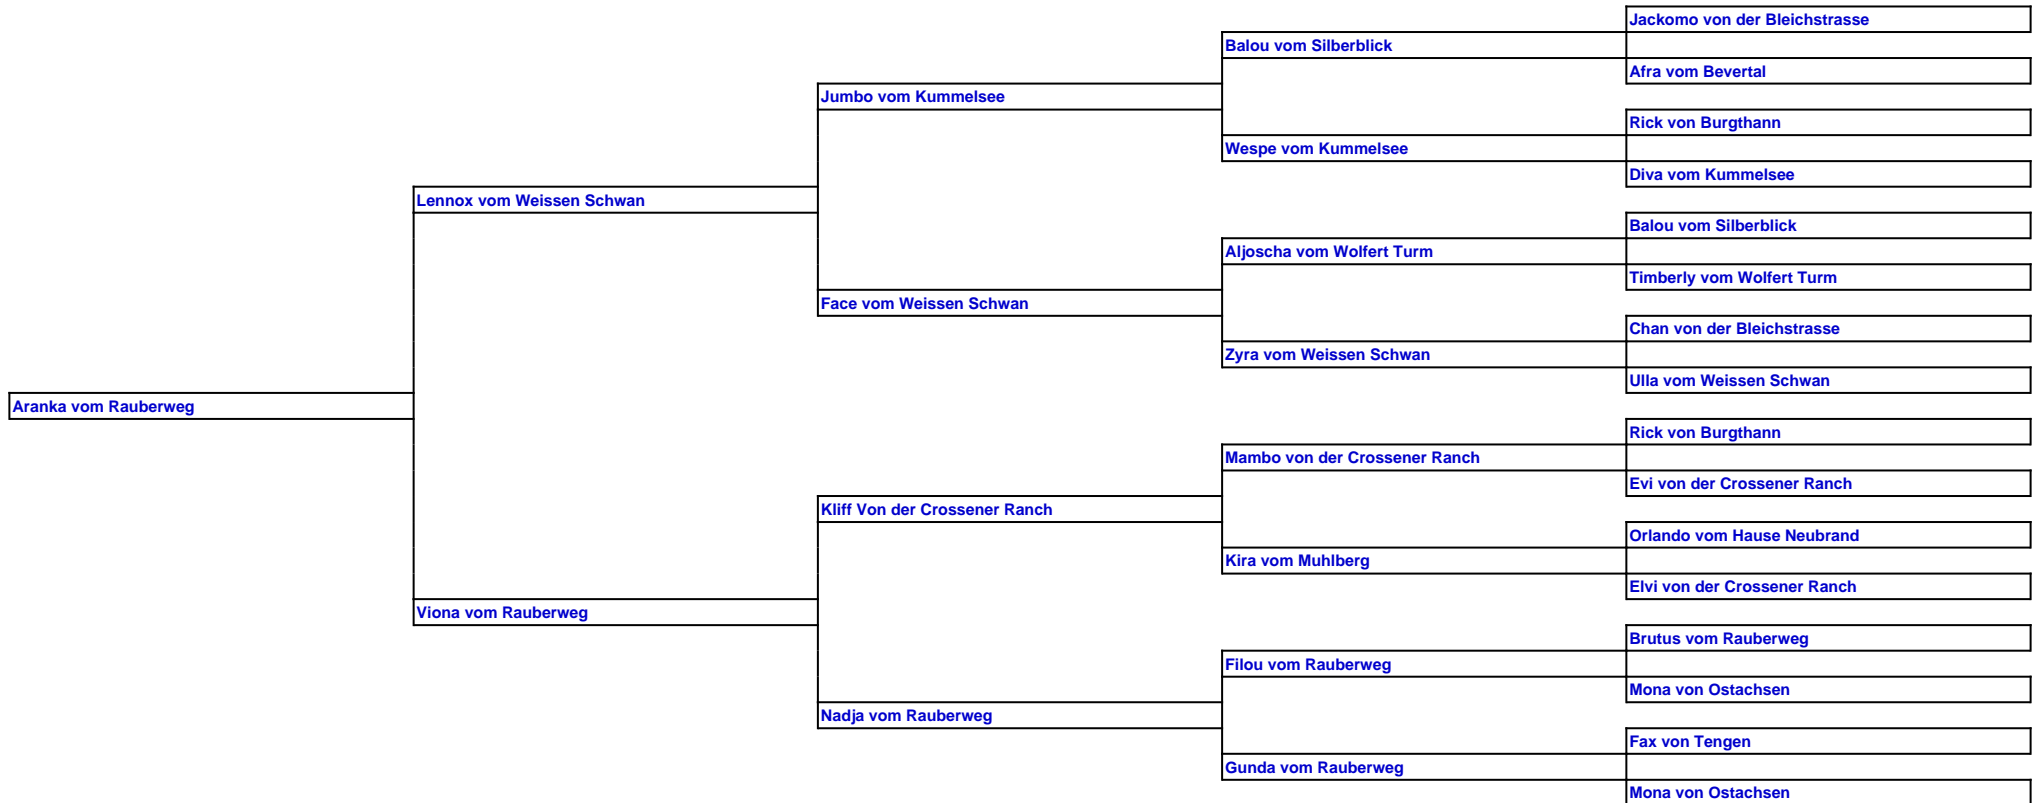 Jackomo von der Bleichstrasse
Balou vom Silberblick
Afra vom Bevertal
Jumbo vom Kummelsee
Rick von Burgthann
Wespe vom Kummelsee
Diva vom Kummelsee
Lennox vom Weissen Schwan
Balou vom Silberblick
Aljoscha vom Wolfert Turm
Timberly vom Wolfert Turm
Face vom Weissen Schwan
Chan von der Bleichstrasse
Zyra vom Weissen Schwan
Ulla vom Weissen Schwan
Aranka vom Rauberweg
Rick von Burgthann
Mambo von der Crossener Ranch
Evi von der Crossener Ranch
Kliff Von der Crossener Ranch
Orlando vom Hause Neubrand
Kira vom Muhlberg
Elvi von der Crossener Ranch
Viona vom Rauberweg
Brutus vom Rauberweg
Filou vom Rauberweg
Mona von Ostachsen
Nadja vom Rauberweg
Fax von Tengen
Gunda vom Rauberweg
Mona von Ostachsen